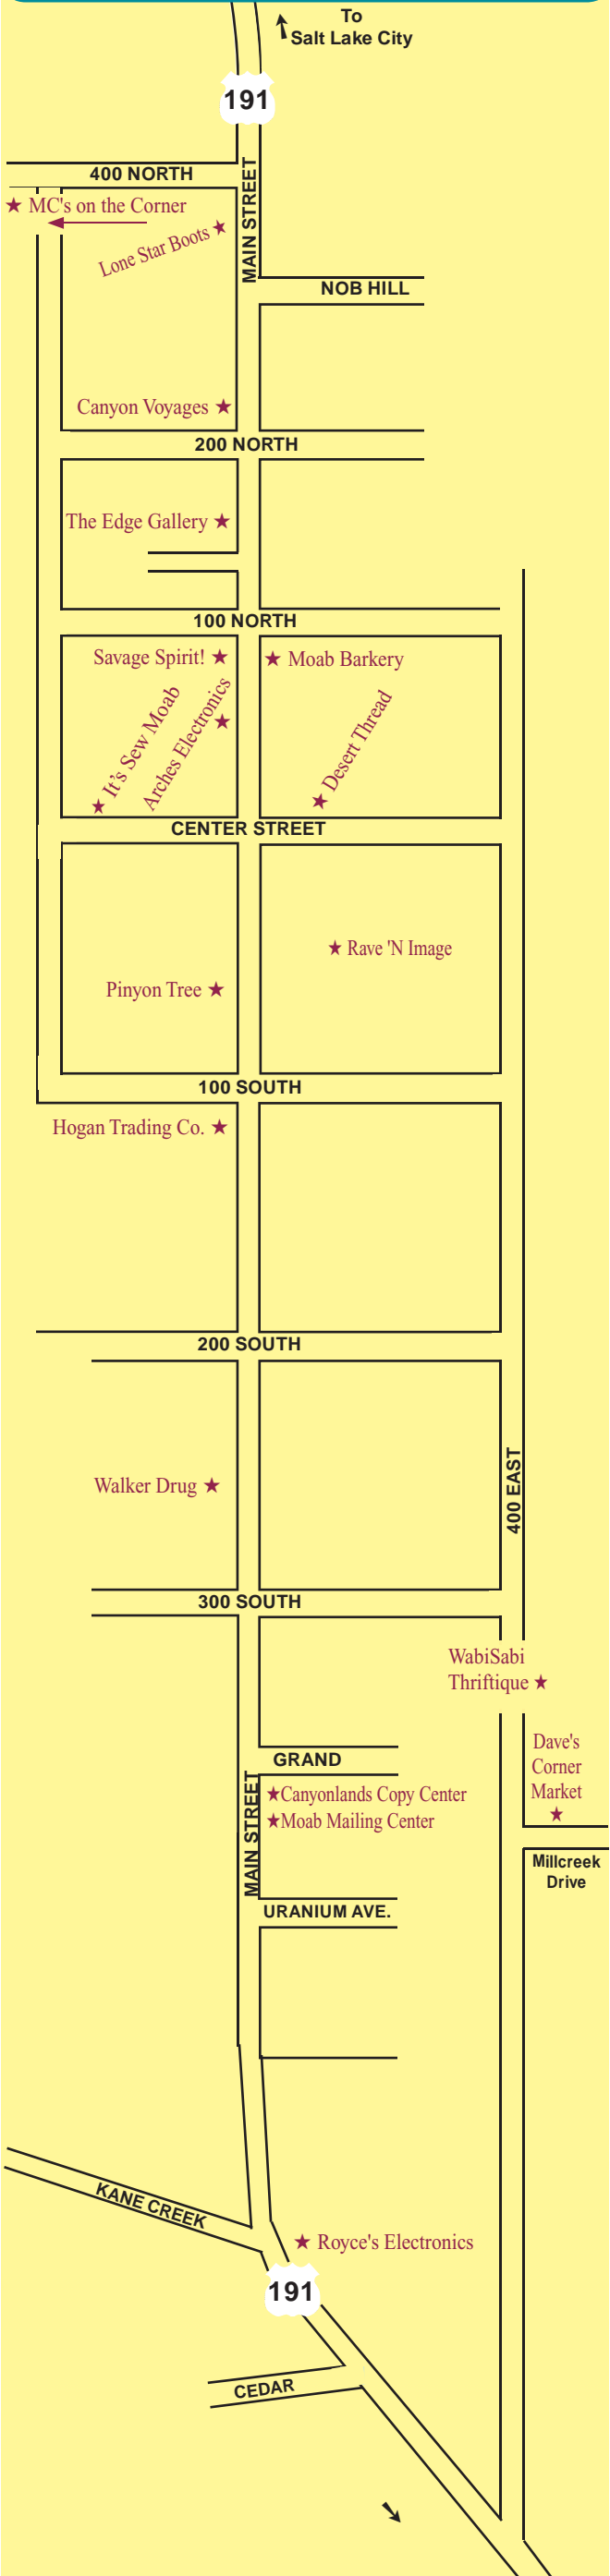 To
Salt Lake City
191
400 NORTH
MAIN STREET
MC's on the Corner
Lone Star Boots
NOB HILL
Canyon Voyages
200 NORTH
The Edge Gallery
100 NORTH
Savage Spirit!
Moab Barkery
It's Sew Moab
Arches Electronics
Desert Thread
CENTER STREET
Rave 'N Image
Pinyon Tree
100 SOUTH
Hogan Trading Co.
200 SOUTH
Walker Drug
400 EAST
300 SOUTH
WabiSabi
Thriftique
Dave's
Corner
Market
GRAND
MAIN STREET
Canyonlands Copy Center
Moab Mailing Center
Millcreek
Drive
URANIUM AVE.
KANE CREEK
Royce's Electronics
191
CEDAR